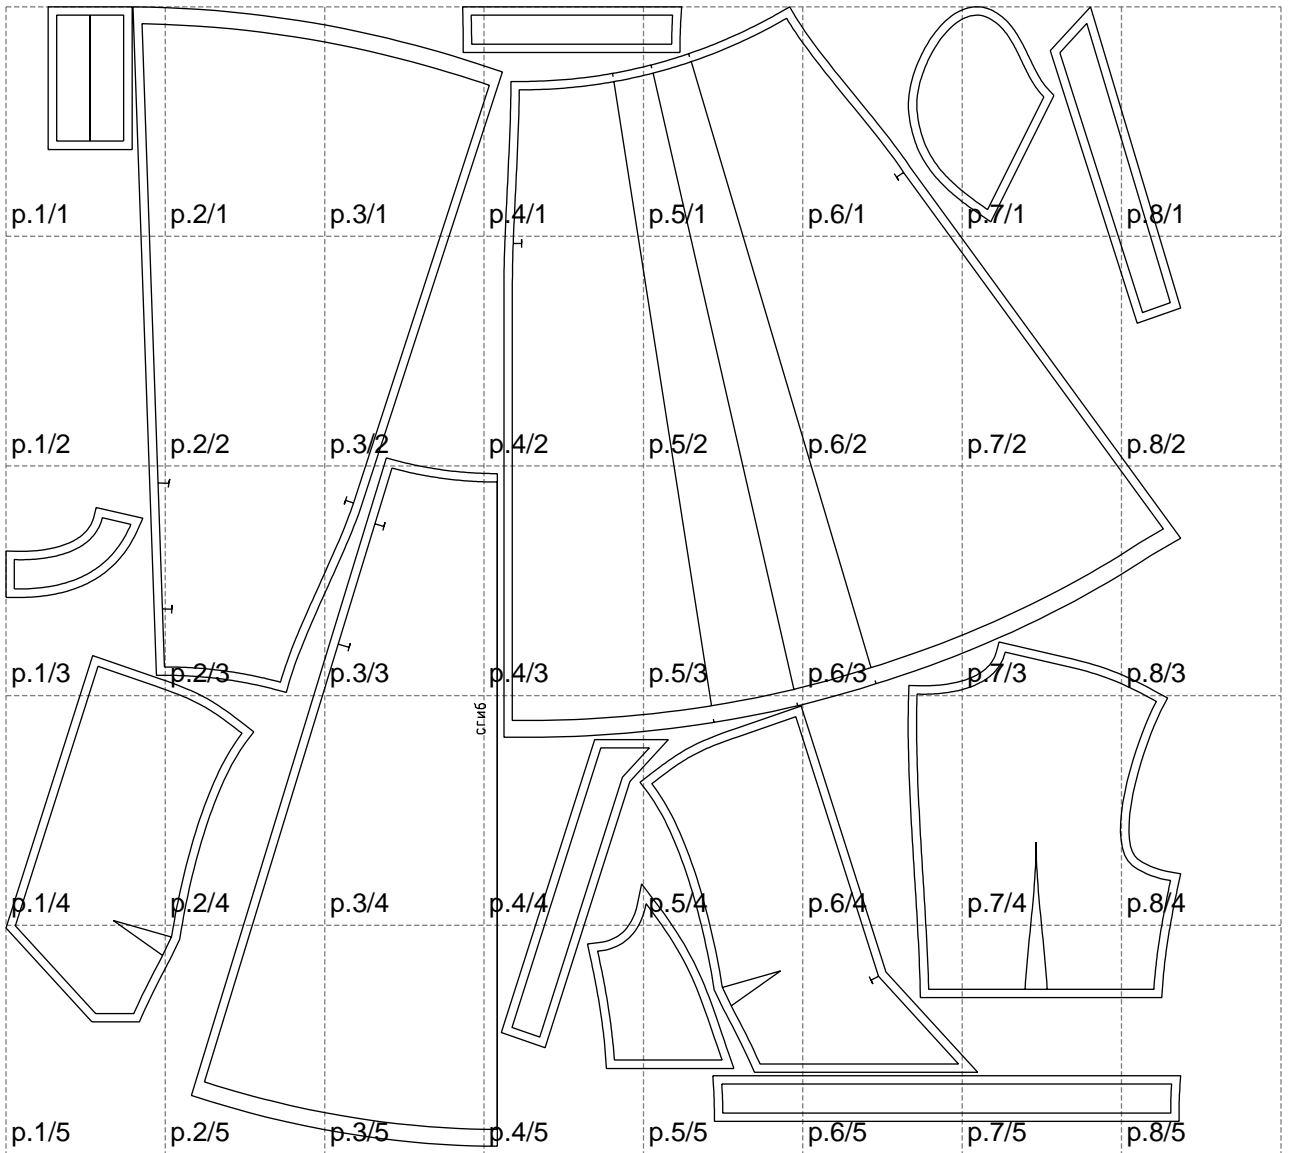 p.1/1 p.2/1 p.3/1 p.4/1 p.5/1 p.6/1 p.7/1 p.8/1
p.1/2 p.2/2 p.3/2 p.4/2 p.5/2 p.6/2 p.7/2 p.8/2
p.1/3 p.2/3 p.3/3 p.4/3 p.5/3 p.6/3 p.7/3 p.8/3
сгиб
p.1/4 p.2/4 p.3/4 p.4/4 p.5/4 p.6/4 p.7/4 p.8/4
p.1/5 p.2/5 p.3/5 p.4/5 p.5/5 p.6/5 p.7/5 p.8/5